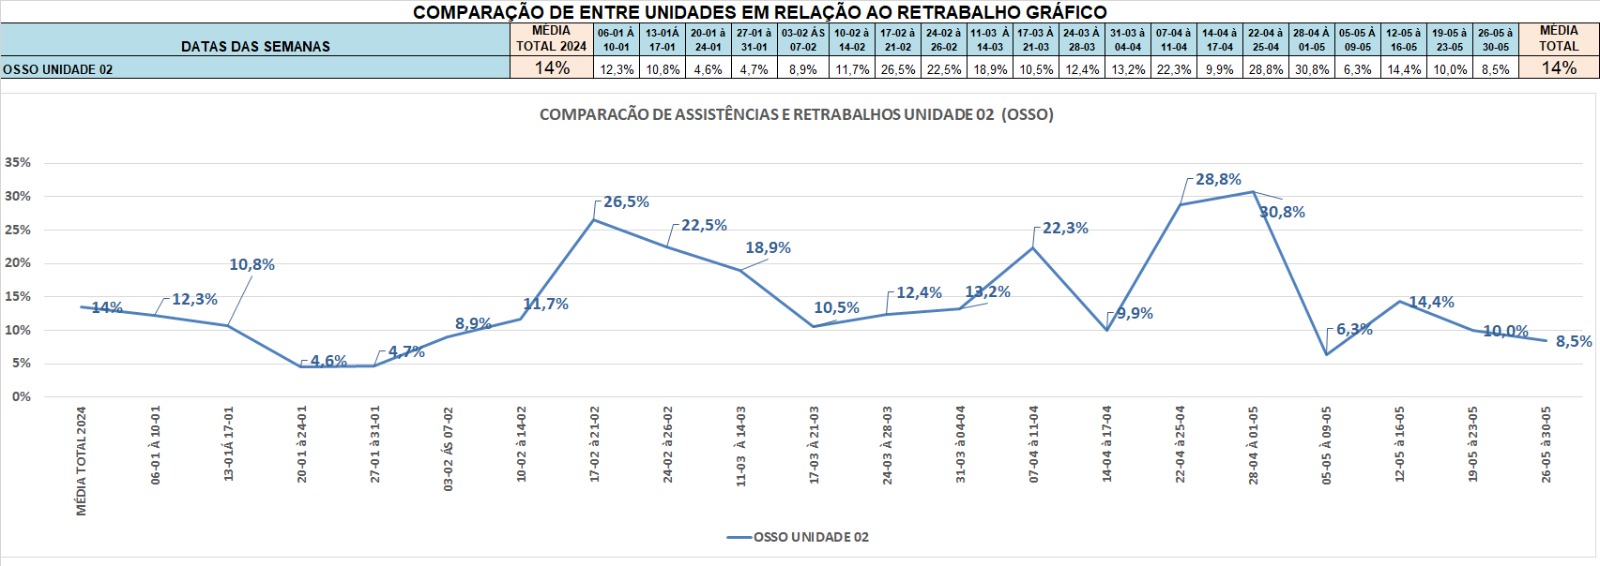 COMPARAÇÃO DE ENTRE UNIDADES EM RELAÇÃO AO RETRABALHO GRÁFICO
DATAS DAS SEMANAS MÉDIA TOTAL 2024 06-01 À 10-01 13-01À 17-01 20-01 à 24-01 27-01 à 31-01 03-02 ÁS 07-02 10-02 à 14-02 17-02 à 21-02 24-02 à 26-02 11-03 À 14-03 17-03 À 21-03 24-03 À 28-03 31-03 à 04-04 07-04 à 11-04 14-04 à 17-04 22-04 à 25-04 28-04 À 01-05 05-05 À 09-05 12-05 à 16-05 19-05 à 23-05 26-05 à 30-05 MÉDIA TOTAL
OSSO UNIDADE 02 14% 12,3% 10,8% 4,6% 4,7% 8,9% 11,7% 26,5% 22,5% 18,9% 10,5% 12,4% 13,2% 22,3% 9,9% 28,8% 30,8% 6,3% 14,4% 10,0% 8,5% 14%
COMPARACÃO DE ASSISTÊNCIAS E RETRABALHOS UNIDADE 02 (OSSO)
35%
30%
25%
20%
15%
10%
5%
0%
14%
12,3%
10,8%
4,6%
4,7%
8,9%
11,7%
26,5%
22,5%
18,9%
10,5%
12,4%
13,2%
22,3%
9,9%
28,8%
30,8%
6,3%
14,4%
10,0%
8,5%
MÉDIA TOTAL 2024
06-01 À 10-01
13-01À 17-01
20-01 à 24-01
27-01 à 31-01
03-02 ÁS 07-02
10-02 à 14-02
17-02 à 21-02
24-02 à 26-02
11-03 À 14-03
17-03 À 21-03
24-03 À 28-03
31-03 à 04-04
07-04 à 11-04
14-04 à 17-04
22-04 à 25-04
28-04 À 01-05
05-05 À 09-05
12-05 à 16-05
19-05 à 23-05
26-05 à 30-05
OSSO UNIDADE 02